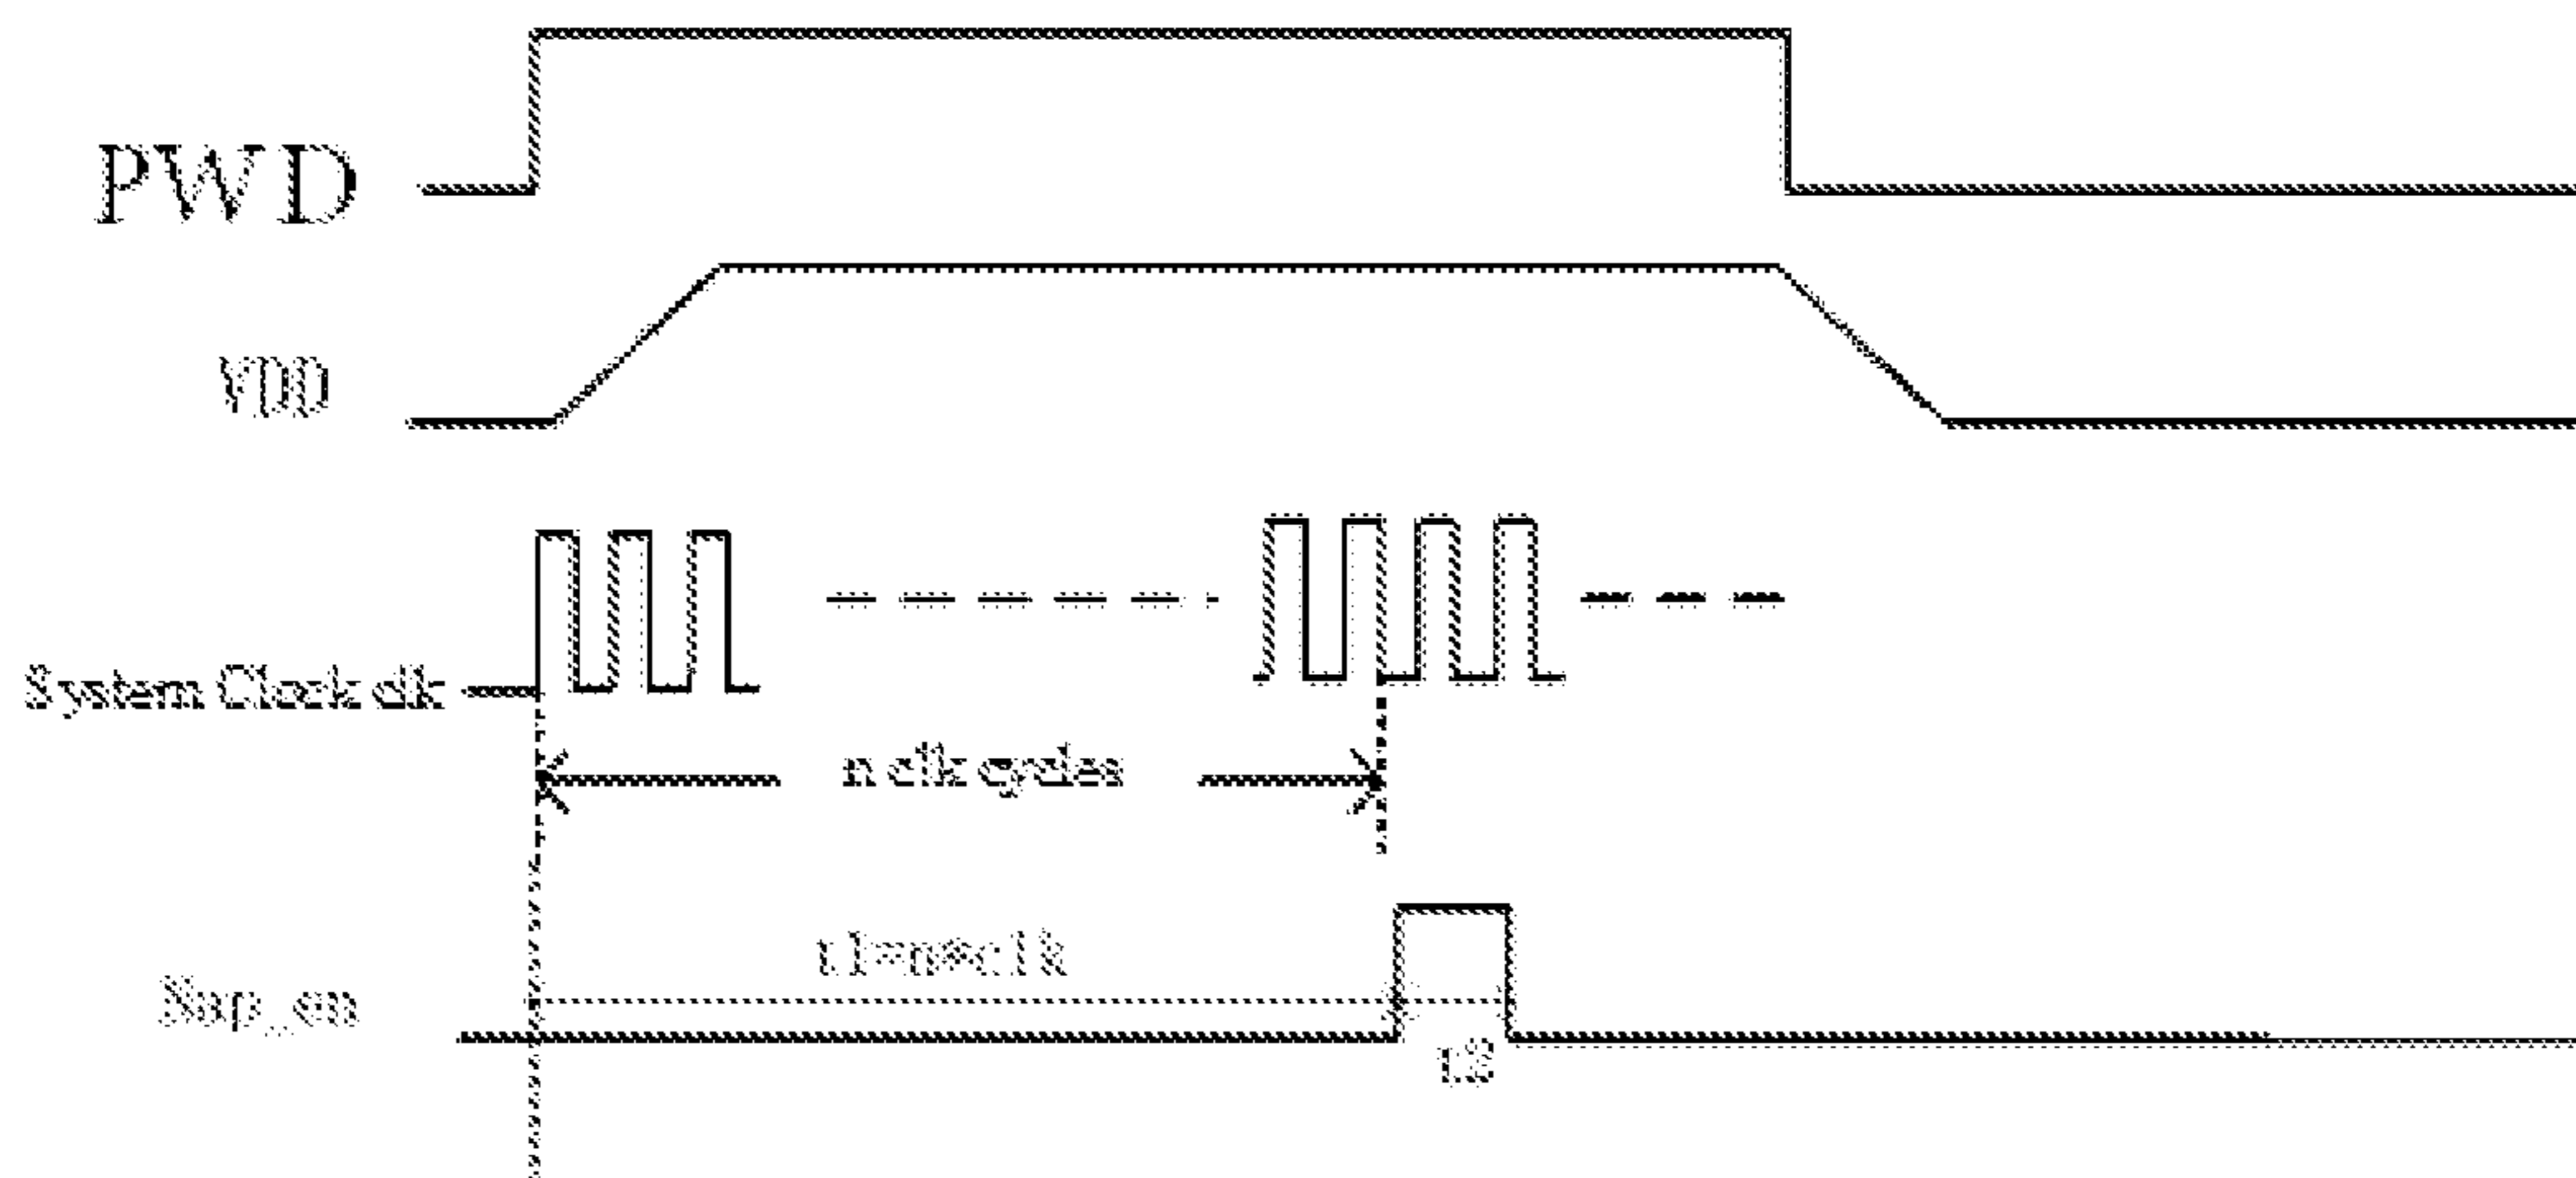 PWD
VDD
System Clock clk
n clk cycles
t1=n*clk
t2